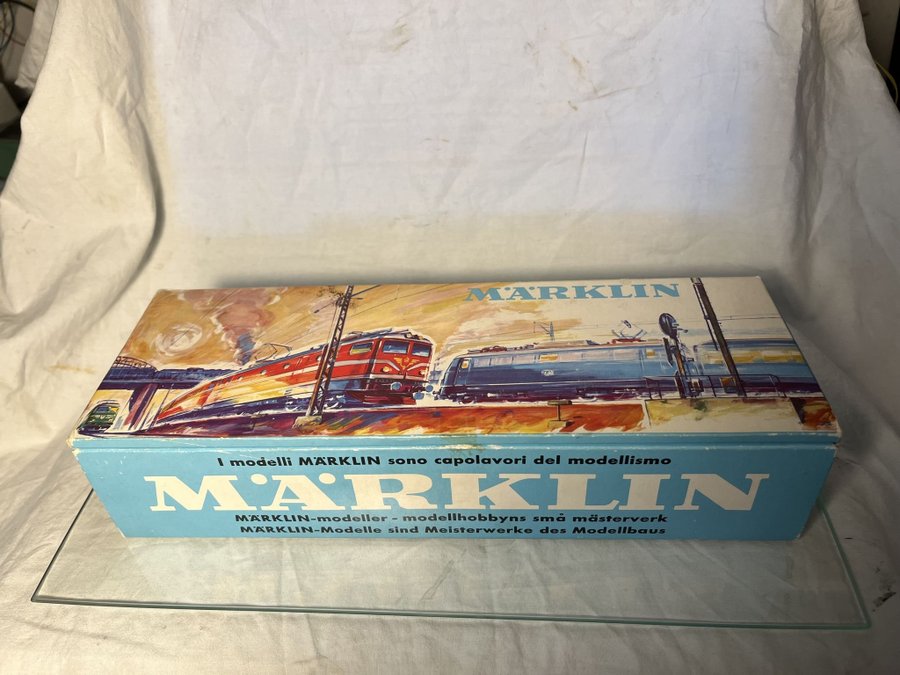 MÄRKLIN
I modelli MÄRKLIN sono capolavori del modellismo
MÄRKLIN
MÄRKLIN-modeller - modellhobbyns små mästerverk
MÄRKLIN-Modelle sind Meisterwerke des Modellbaus